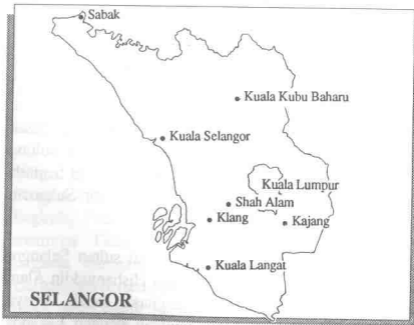 Sabak
Kuala Kubu Baharu
Kuala Selangor
Kuala Lumpur
Shah Alam
Klang
Kajang
Kuala Langat
SELANGOR